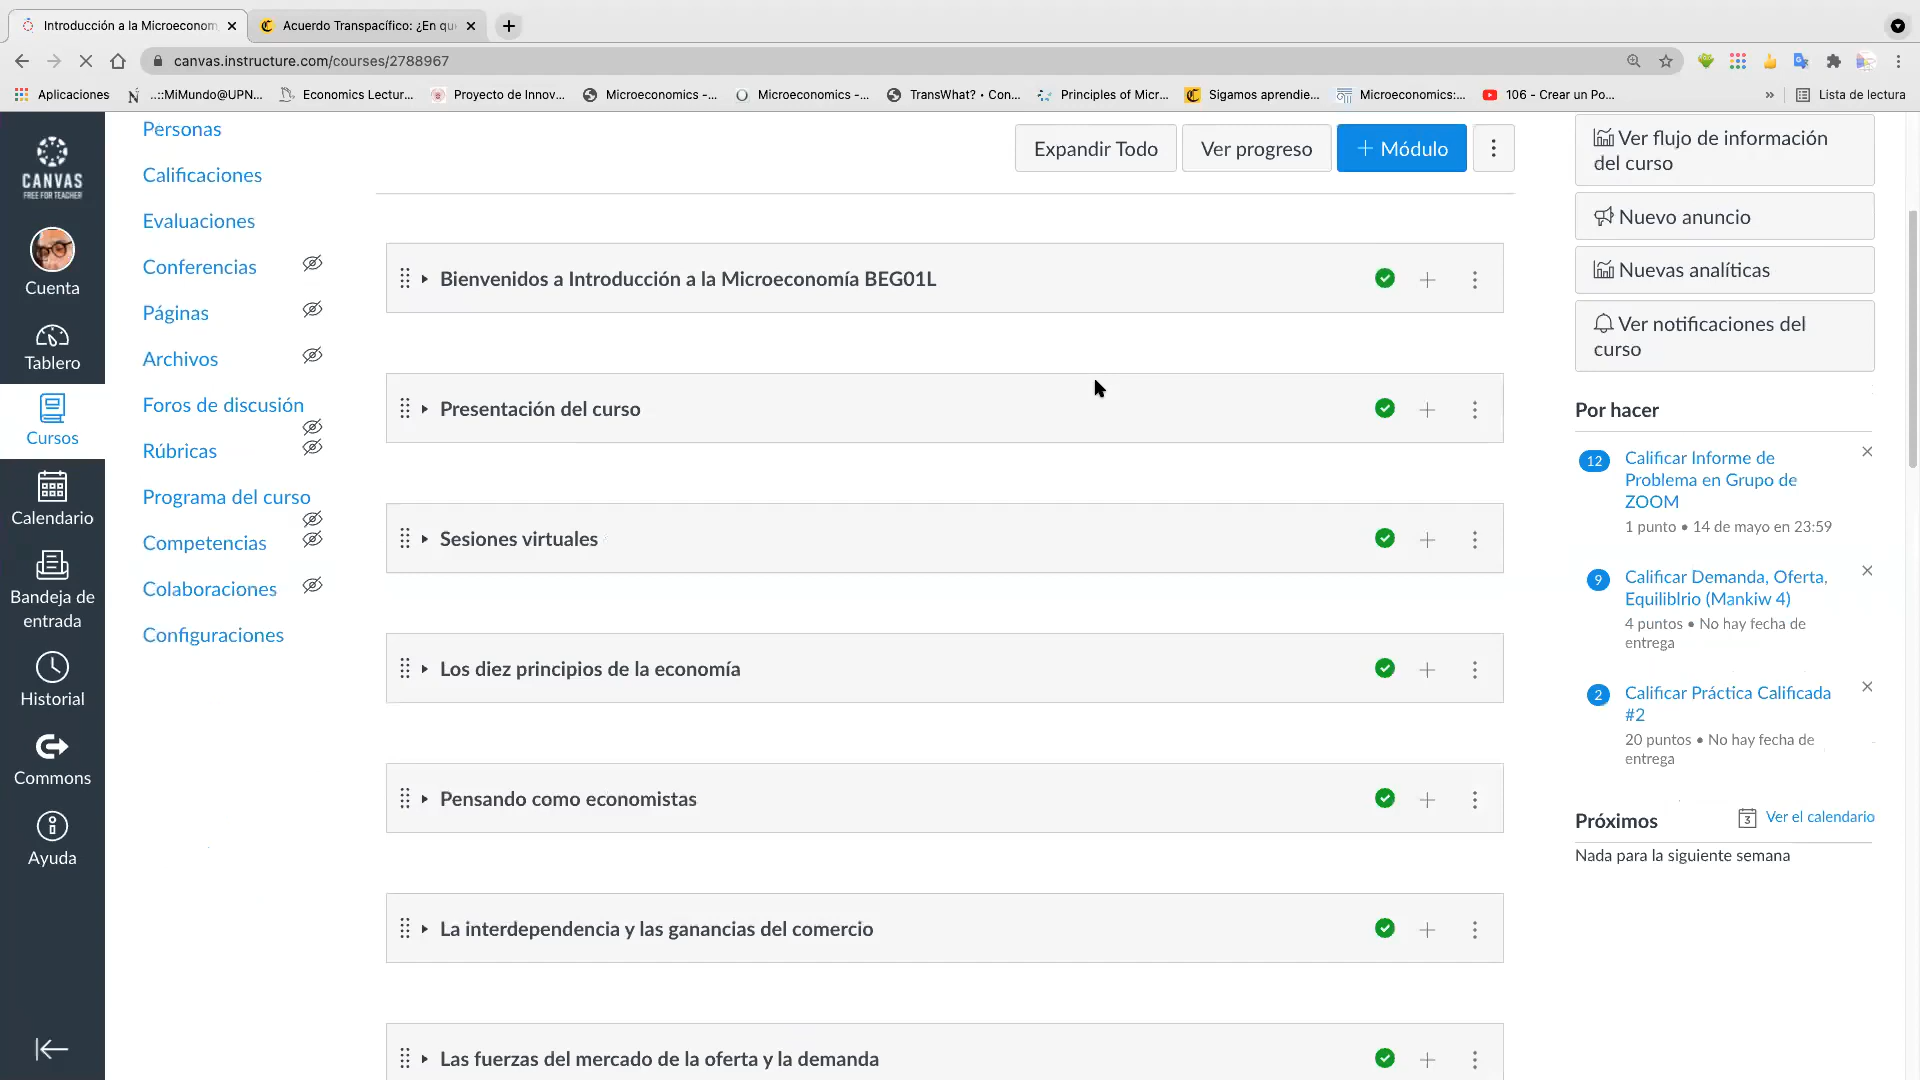 Introducción a la Microeconom
Acuerdo Transpacífico: ¿En qu
canvas.instructure.com/courses/2788967
Aplicaciones
..::MiMundo@UPN...
Economics Lectur...
Proyecto de Innov...
Microeconomics -...
Microeconomics -...
TransWhat? • Con...
Principles of Micr...
Sigamos aprendie...
Microeconomics:...
106 - Crear un Po...
»
Lista de lectura
CANVAS
FREE FOR TEACHER
Cuenta
Tablero
Cursos
Calendario
Bandeja de
entrada
Historial
Commons
Ayuda
Personas
Calificaciones
Evaluaciones
Conferencias
Páginas
Archivos
Foros de discusión
Rúbricas
Programa del curso
Competencias
Colaboraciones
Configuraciones
Expandir Todo
Ver progreso
+ Módulo
Bienvenidos a Introducción a la Microeconomía BEG01L
Presentación del curso
Sesiones virtuales
Los diez principios de la economía
Pensando como economistas
La interdependencia y las ganancias del comercio
Las fuerzas del mercado de la oferta y la demanda
Ver flujo de información
del curso
Nuevo anuncio
Nuevas analíticas
Ver notificaciones del
curso
Por hacer
12
Calificar Informe de
Problema en Grupo de
ZOOM
1 punto • 14 de mayo en 23:59
9
Calificar Demanda, Oferta,
Equiliblrio (Mankiw 4)
4 puntos • No hay fecha de
entrega
2
Calificar Práctica Calificada
#2
20 puntos • No hay fecha de
entrega
Próximos
3
Ver el calendario
Nada para la siguiente semana